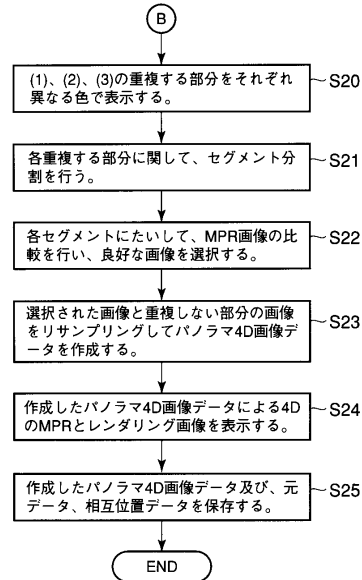 B
(1)、(2)、(3)の重複する部分をそれぞれ
異なる色で表示する。
S20
各重複する部分に関して、セグメント分
割を行う。
S21
各セグメントにたいして、MPR画像の比
較を行い、良好な画像を選択する。
S22
選択された画像と重複しない部分の画像
をリサンプリングしてパノラマ4D画像デ
ータを作成する。
S23
作成したパノラマ4D画像データによる4D
のMPRとレンダリング画像を表示する。
S24
作成したパノラマ4D画像データ及び、元
データ、相互位置データを保存する。
S25
END